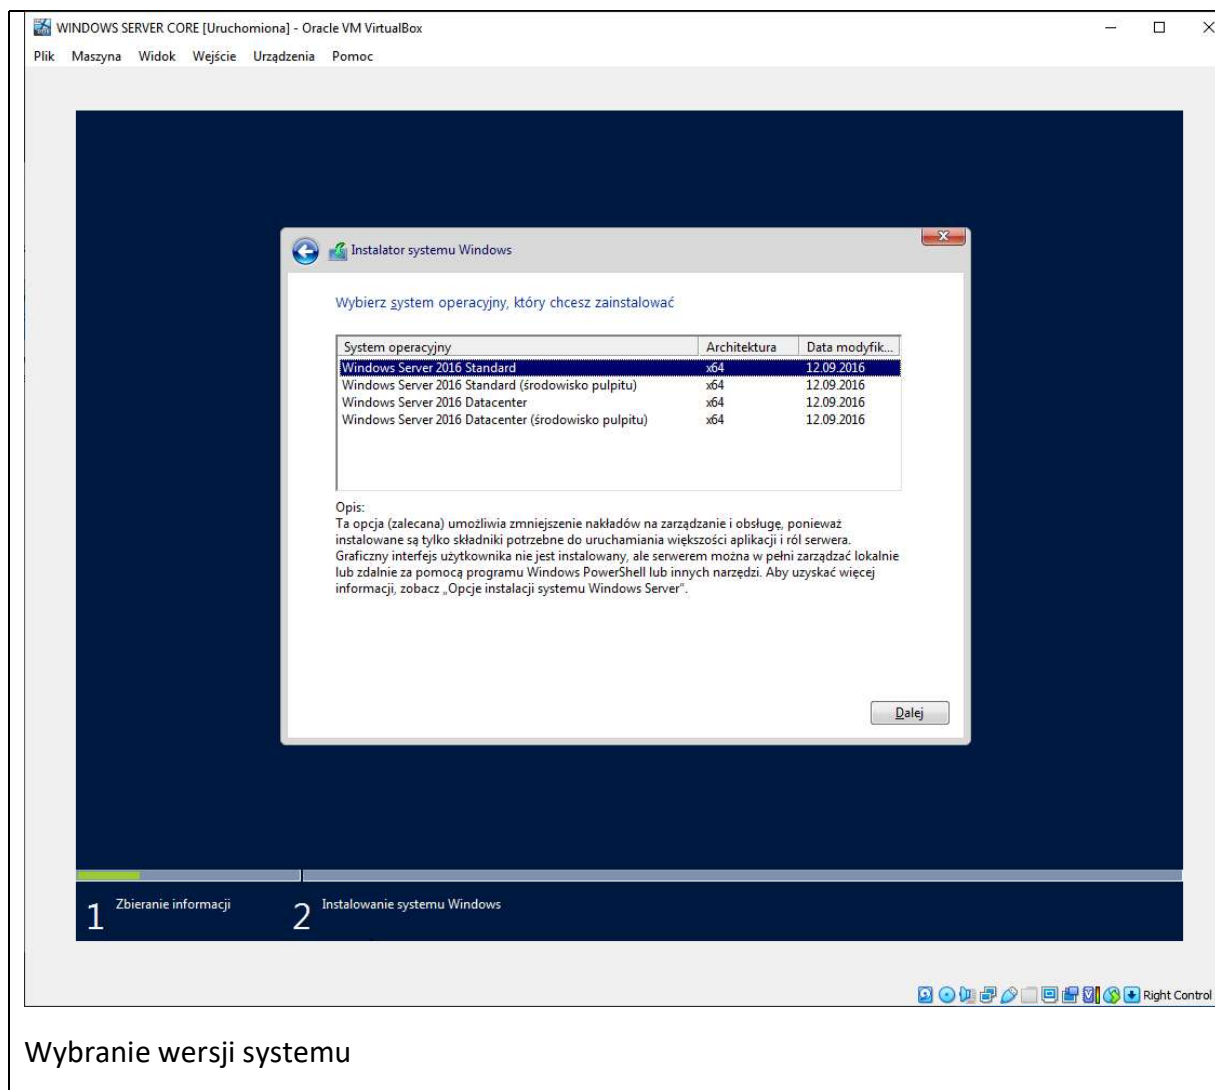 WINDOWS SERVER CORE [Uruchomiona] - Oracle VM VirtualBox
Plik Maszyna Widok Wejście Urządzenia Pomoc
Instalator systemu Windows
Wybierz system operacyjny, który chcesz zainstalować
System operacyjny Architektura Data modyfik...
Windows Server 2016 Standard x64 12.09.2016
Windows Server 2016 Standard (środowisko pulpitu) x64 12.09.2016
Windows Server 2016 Datacenter x64 12.09.2016
Windows Server 2016 Datacenter (środowisko pulpitu) x64 12.09.2016
Opis:
Ta opcja (zalecana) umożliwia zmniejszenie nakładów na zarządzanie i obsługę, ponieważ
instalowane są tylko składniki potrzebne do uruchamiania większości aplikacji i ról serwera.
Graficzny interfejs użytkownika nie jest instalowany, ale serwerem można w pełni zarządzać lokalnie
lub zdalnie za pomocą programu Windows PowerShell lub innych narzędzi. Aby uzyskać więcej
informacji, zobacz „Opcje instalacji systemu Windows Server”.
Dalej
1 Zbieranie informacji 2 Instalowanie systemu Windows
Right Control
Wybranie wersji systemu